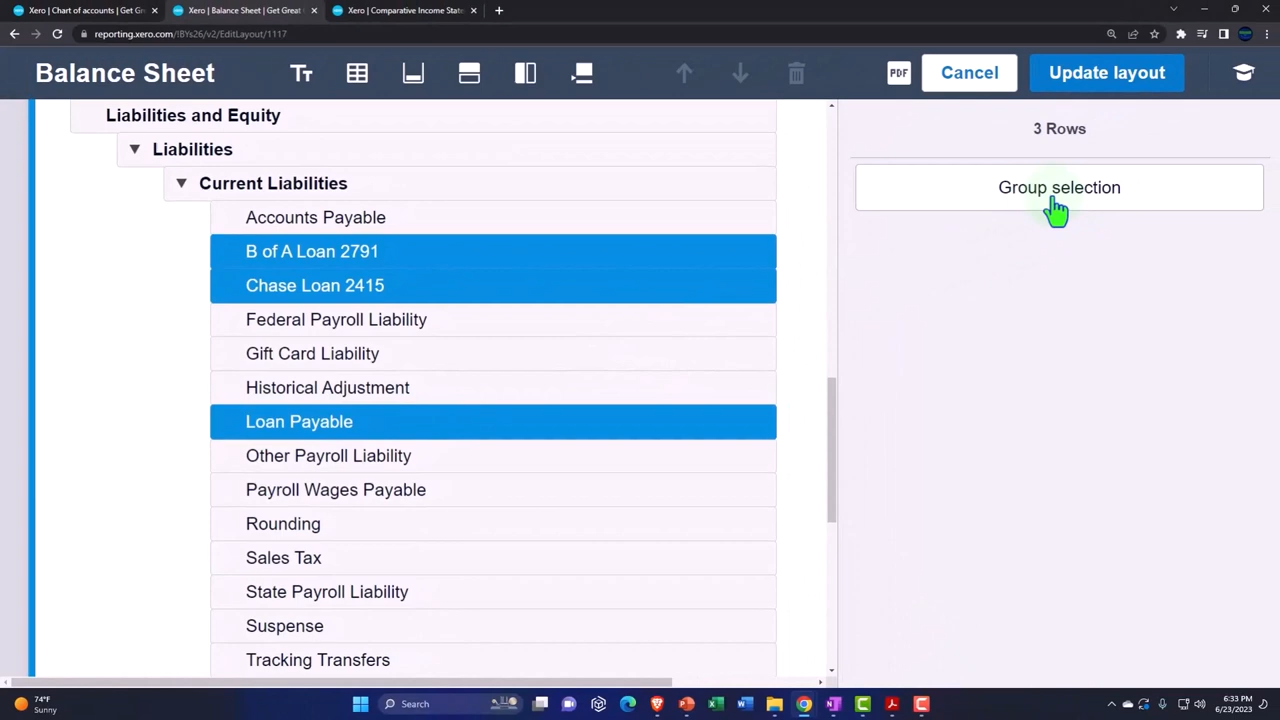 Xero | Chart of accounts | Get Gr
Xero | Balance Sheet | Get Great
Xero | Comparative Income State
reporting.xero.com/!BYs26/v2/EditLayout/1117
Balance Sheet
PDF
Cancel
Update layout
Liabilities and Equity
3 Rows
Liabilities
Group selection
Current Liabilities
Accounts Payable
B of A Loan 2791
Chase Loan 2415
Federal Payroll Liability
Gift Card Liability
Historical Adjustment
Loan Payable
Other Payroll Liability
Payroll Wages Payable
Rounding
Sales Tax
State Payroll Liability
Suspense
Tracking Transfers
74°F
Sunny
Search
6:33 PM
6/23/2023